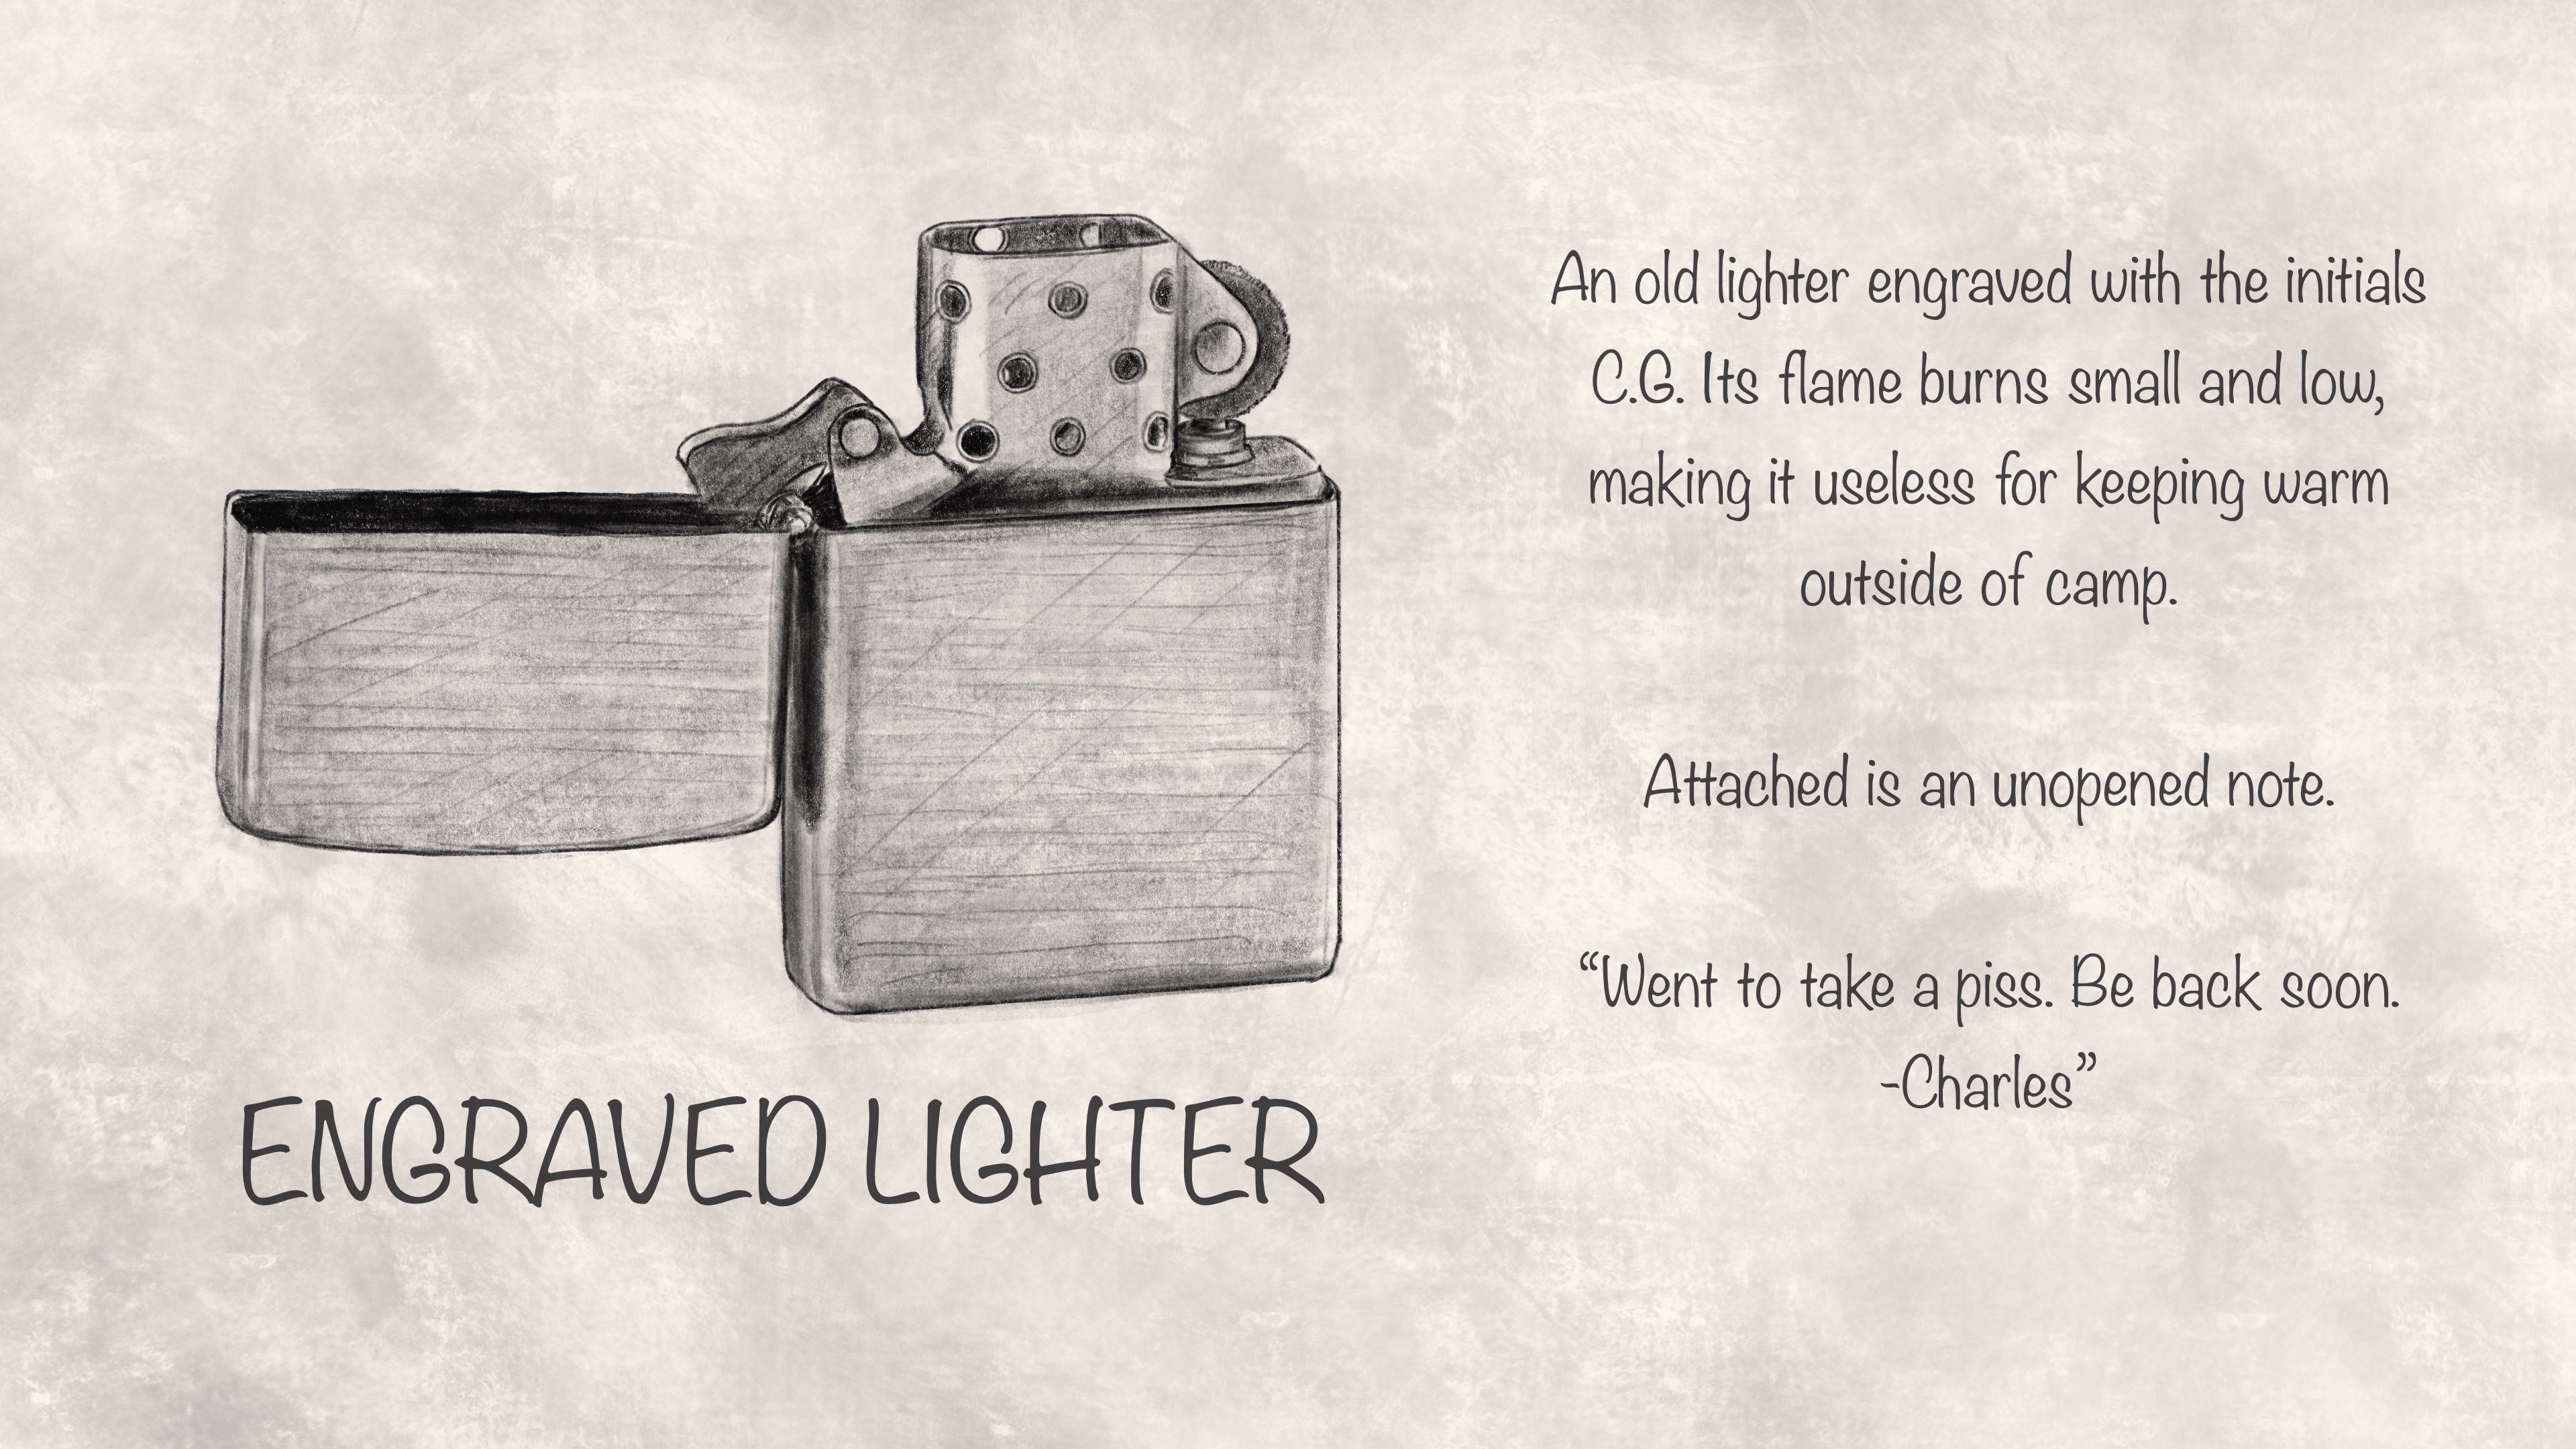 An old lighter engraved with the initials
C.G. Its flame burns small and low,
making it useless for keeping warm
outside of camp.
Attached is an unopened note.
“Went to take a piss. Be back soon.
-Charles”
ENGRAVED LIGHTER